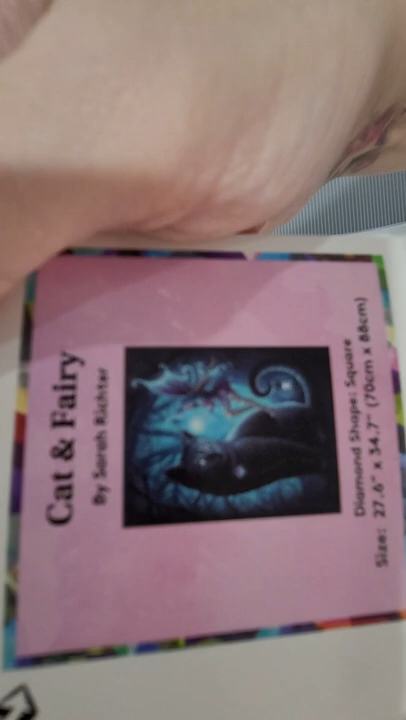 Cat & Fairy
By Sarah Richter
Diamond Shape: Square
Size: 27.6" x 34.7" (70cm x 88cm)